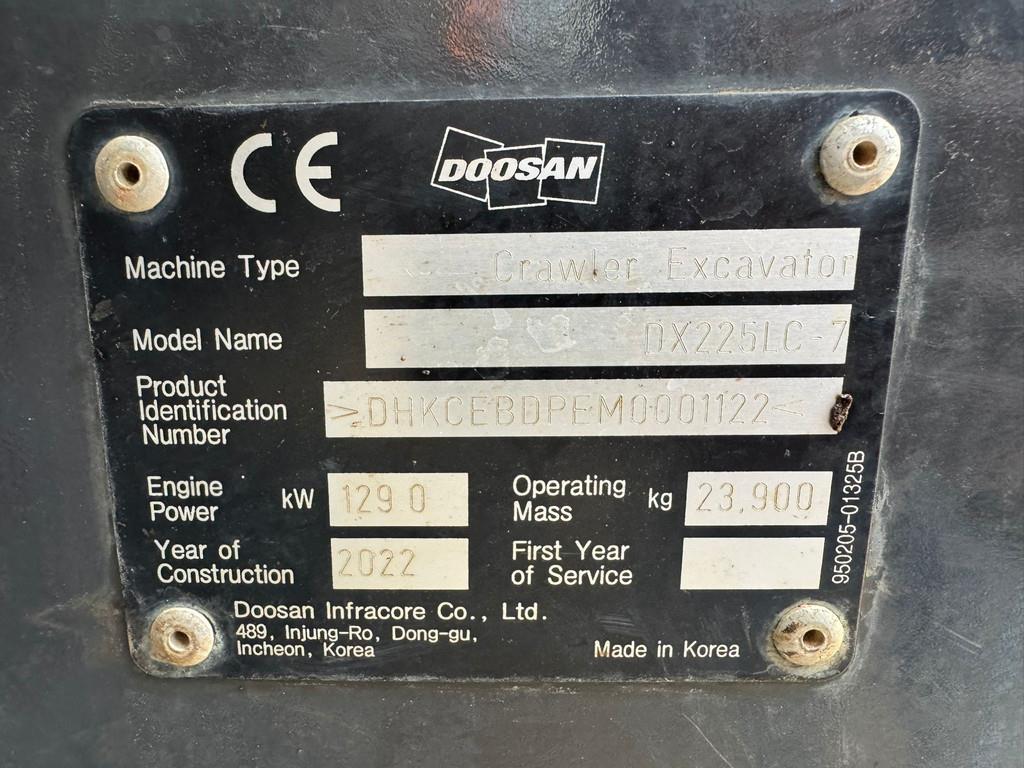 CE DOOSAN
Machine Type Crawler Excavator
Model Name DX225LC-7
Product
Identification
Number >DHKCEBDPEM0001122<
Engine
Power kW 129.0
Operating
Mass kg 23,900
Year of
Construction 2022
First Year
of Service
Doosan Infracore Co., Ltd.
489, Injung-Ro, Dong-gu,
Incheon, Korea
Made in Korea
950205-01325B